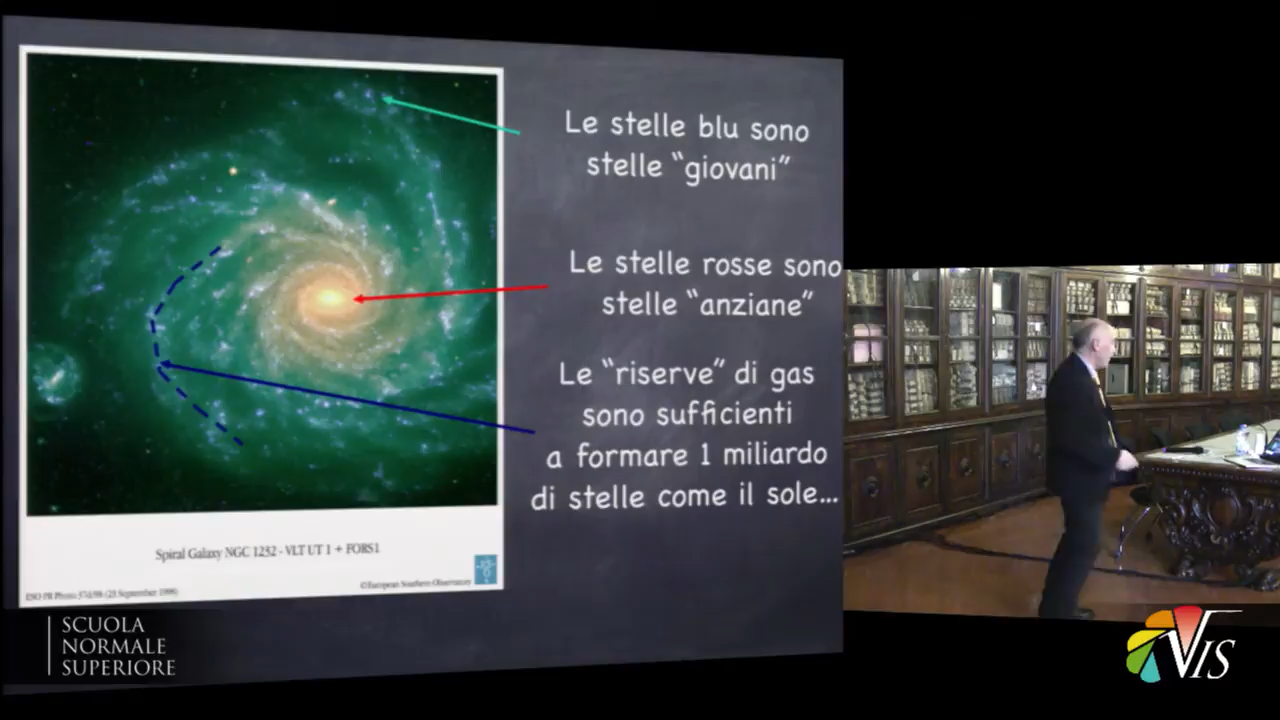 Le stelle blu sono
stelle “giovani”
Le stelle rosse sono
stelle “anziane”
Le “riserve” di gas
sono sufficienti
a formare 1 miliardo
di stelle come il sole...
Spiral Galaxy NGC 1232 - VLT UT 1 + FORS1
ESO PR Photo 37d/98 (23 September 1998)
©European Southern Observatory
SCUOLA
NORMALE
SUPERIORE
VIS